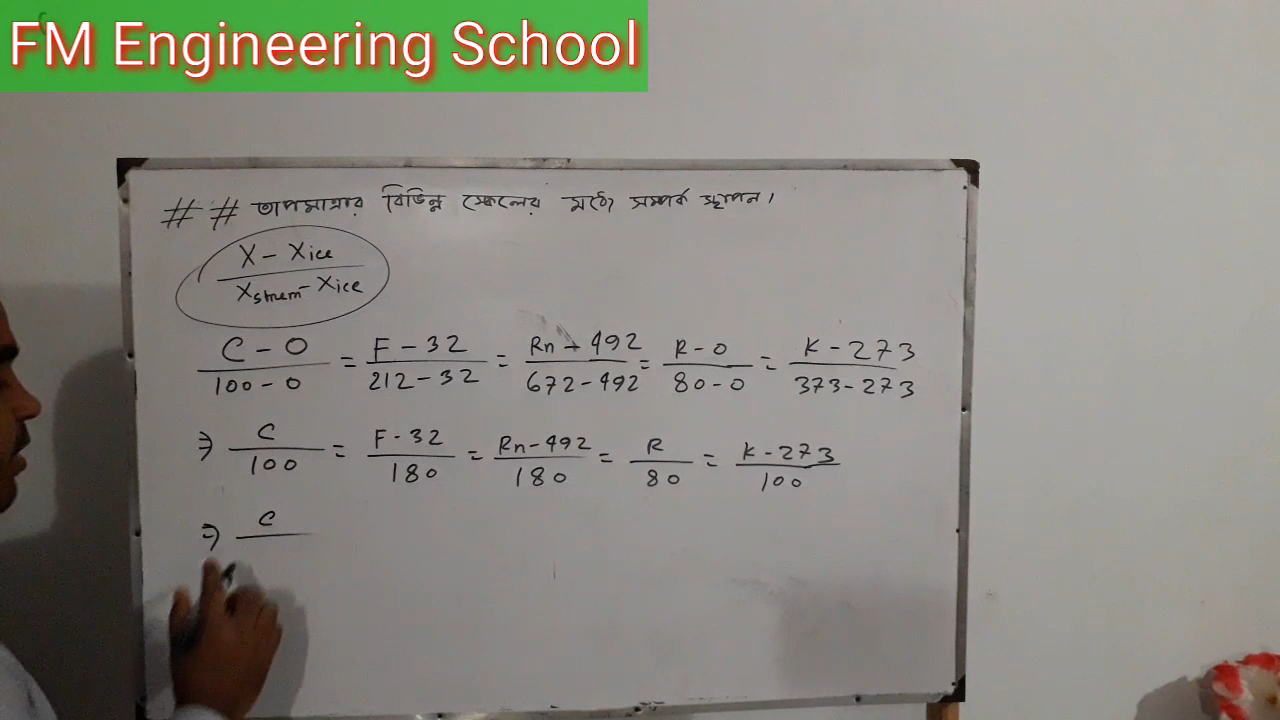 FM Engineering School
## তাপমাত্রার বিভিন্ন স্কেলের মধ্যে সম্পর্ক স্থাপন।
X - Xice
Xsteem - Xice
C - 0 / 100 - 0 = F - 32 / 212 - 32 = Rn - 492 / 672 - 492 = R - 0 / 80 - 0 = K - 273 / 373 - 273
⇒ C / 100 = F - 32 / 180 = Rn - 492 / 180 = R / 80 = K - 273 / 100
⇒ C